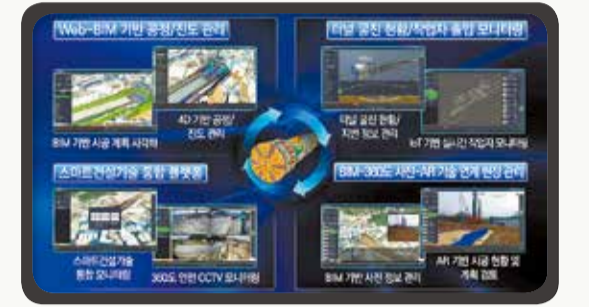 Web-BIM 기반 공정/진도 관리
BIM 기반 시공 계획 시각화
4D 기반 공정/
진도 관리
터널 굴진 현황/작업자 출입 모니터링
터널 굴진 현황/
지반 정보 관리
IoT 기반 실시간 작업자 모니터링
스마트건설기술 통합 플랫폼
스마트건설기술
통합 모니터링
360도 안전 CCTV 모니터링
BIM-360도 사진-AR 기술 연계 현장 관리
BIM 기반 사진 정보 관리
AR 기반 시공 현황 및
계획 검토